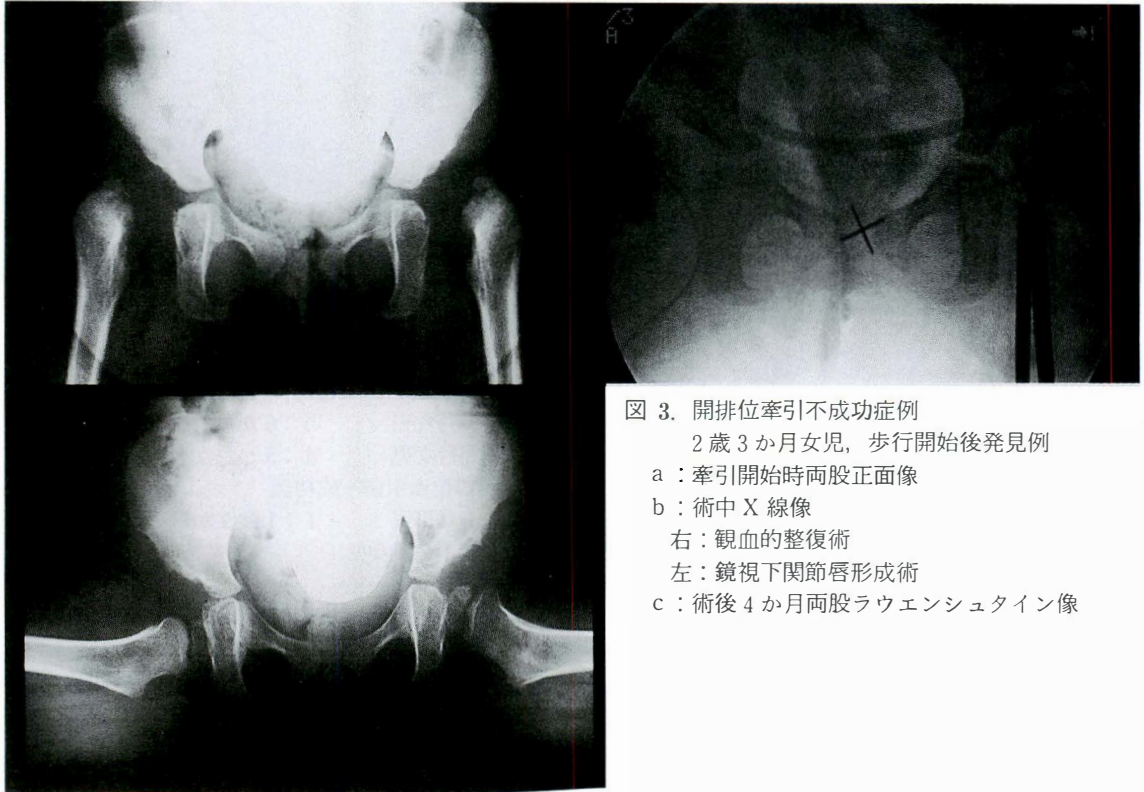 /3
A
図 3. 開排位牽引不成功症例
2歳3か月女児，歩行開始後発見例
a：牽引開始時両股正面像
b：術中X線像
右：観血的整復術
左：鏡視下関節唇形成術
c：術後4か月両股ラウエンシュタイン像